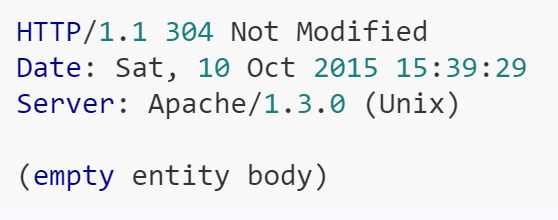 HTTP/1.1 304 Not Modified
Date: Sat, 10 Oct 2015 15:39:29
Server: Apache/1.3.0 (Unix)
(empty entity body)